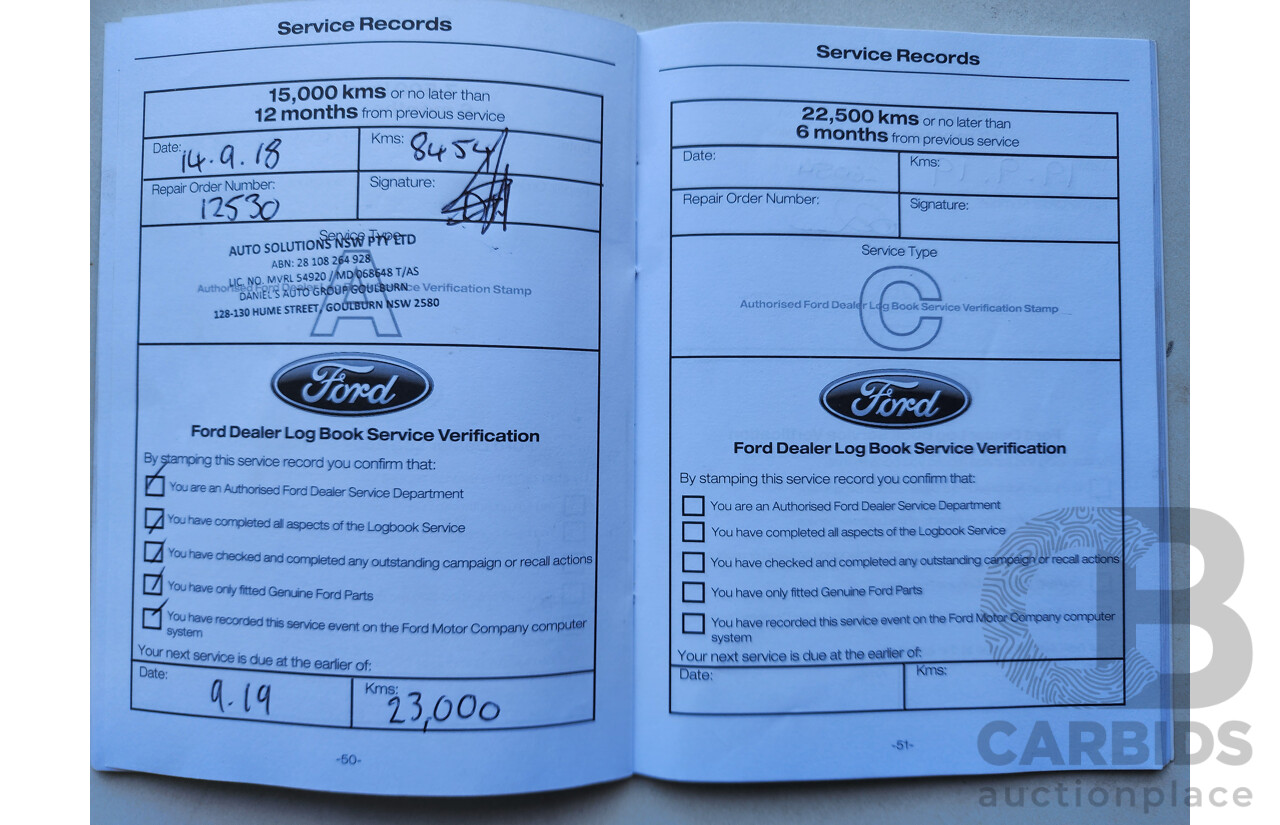 Service Records
15,000 kms or no later than
12 months from previous service
Date: 14.9.18
Kms: 8454
Repair Order Number: 12530
Signature:
Service Type
A
Authorised Ford Dealer Log Book Service Verification Stamp
AUTO SOLUTIONS NSW PTY LTD
ABN: 28 108 264 928
LIC. NO. MVRL 54920 / MD 068648 T/AS
DANIEL'S AUTO GROUP GOULBURN
128-130 HUME STREET, GOULBURN NSW 2580
Ford
Ford Dealer Log Book Service Verification
By stamping this service record you confirm that:
You are an Authorised Ford Dealer Service Department
You have completed all aspects of the Logbook Service
You have checked and completed any outstanding campaign or recall actions
You have only fitted Genuine Ford Parts
You have recorded this service event on the Ford Motor Company computer
system
Your next service is due at the earlier of:
Date: 9.19
Kms: 23,000
-50-
Service Records
22,500 kms or no later than
6 months from previous service
Date:
Kms:
Repair Order Number:
Signature:
Service Type
C
Authorised Ford Dealer Log Book Service Verification Stamp
Ford
Ford Dealer Log Book Service Verification
By stamping this service record you confirm that:
You are an Authorised Ford Dealer Service Department
You have completed all aspects of the Logbook Service
You have checked and completed any outstanding campaign or recall actions
You have only fitted Genuine Ford Parts
You have recorded this service event on the Ford Motor Company computer
system
Your next service is due at the earlier of:
Date:
Kms:
-51-
CB
CARBIDS
auctionplace